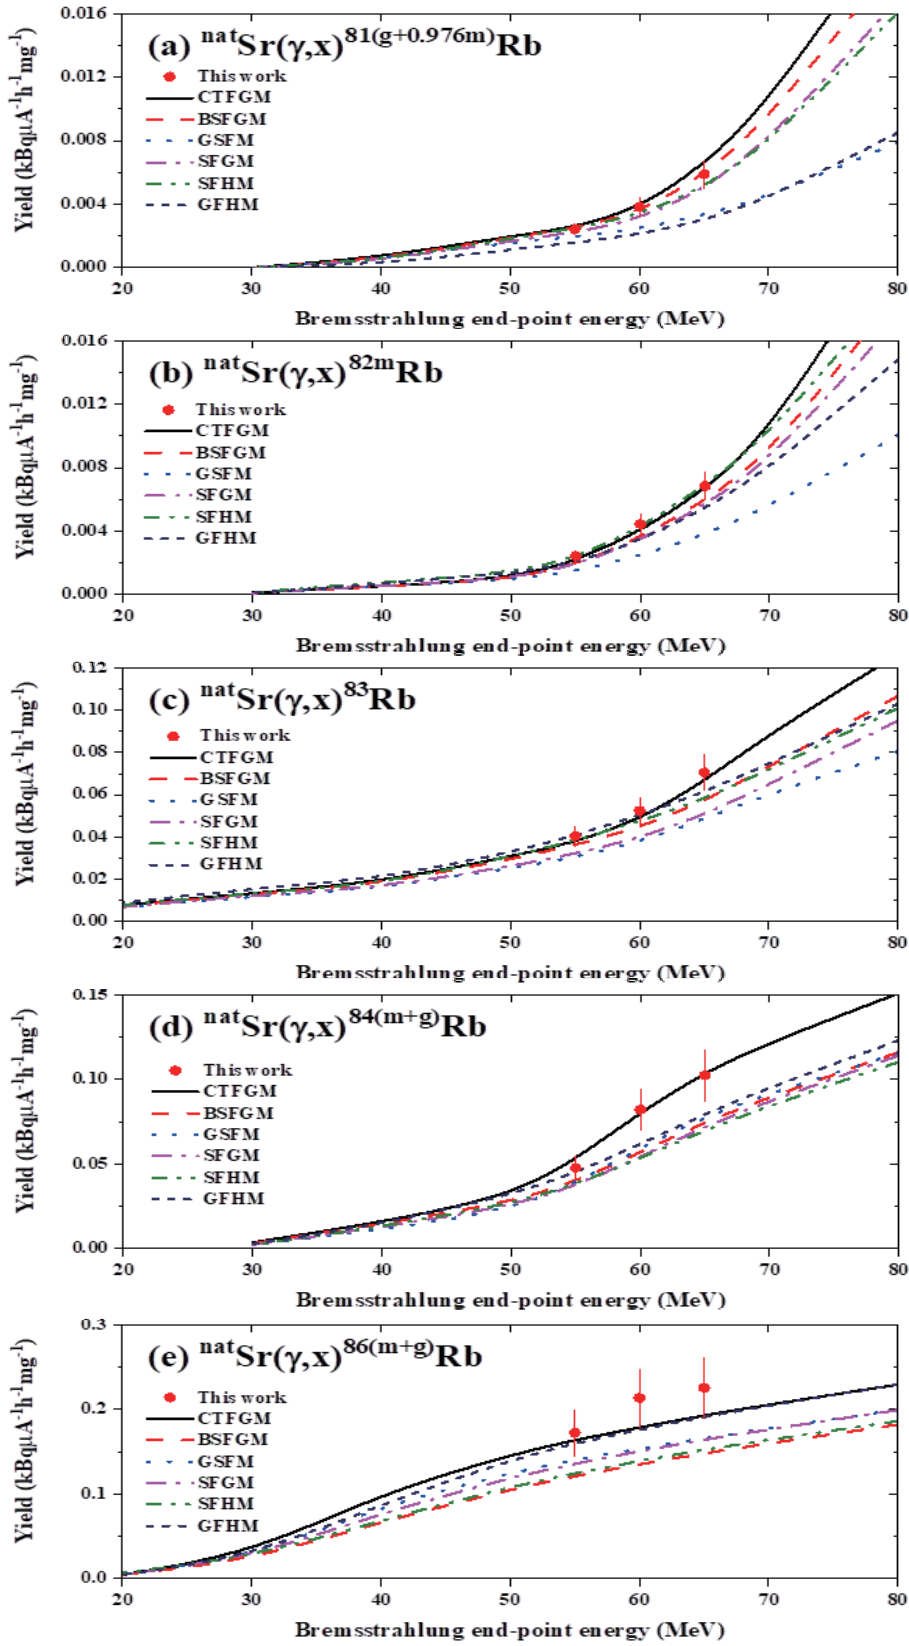 (a) natSr(γ,x)81(g+0.976m)Rb
This work
CTFGM
BSFGM
GSFM
SFGM
SFHM
GFHM
Yield (kBqμA-1h-1mg-1)
0.016
0.012
0.008
0.004
0.000
20 30 40 50 60 70 80
Bremsstrahlung end-point energy (MeV)
(b) natSr(γ,x)82mRb
This work
CTFGM
BSFGM
GSFM
SFGM
SFHM
GFHM
Yield (kBqμA-1h-1mg-1)
0.016
0.012
0.008
0.004
0.000
20 30 40 50 60 70 80
Bremsstrahlung end-point energy (MeV)
(c) natSr(γ,x)83Rb
This work
CTFGM
BSFGM
GSFM
SFGM
SFHM
GFHM
Yield (kBqμA-1h-1mg-1)
0.12
0.10
0.08
0.06
0.04
0.02
0.00
20 30 40 50 60 70 80
Bremsstrahlung end-point energy (MeV)
(d) natSr(γ,x)84(m+g)Rb
This work
CTFGM
BSFGM
GSFM
SFGM
SFHM
GFHM
Yield (kBqμA-1h-1mg-1)
0.15
0.10
0.05
0.00
20 30 40 50 60 70 80
Bremsstrahlung end-point energy (MeV)
(e) natSr(γ,x)86(m+g)Rb
This work
CTFGM
BSFGM
GSFM
SFGM
SFHM
GFHM
Yield (kBqμA-1h-1mg-1)
0.3
0.2
0.1
0.0
20 30 40 50 60 70 80
Bremsstrahlung end-point energy (MeV)